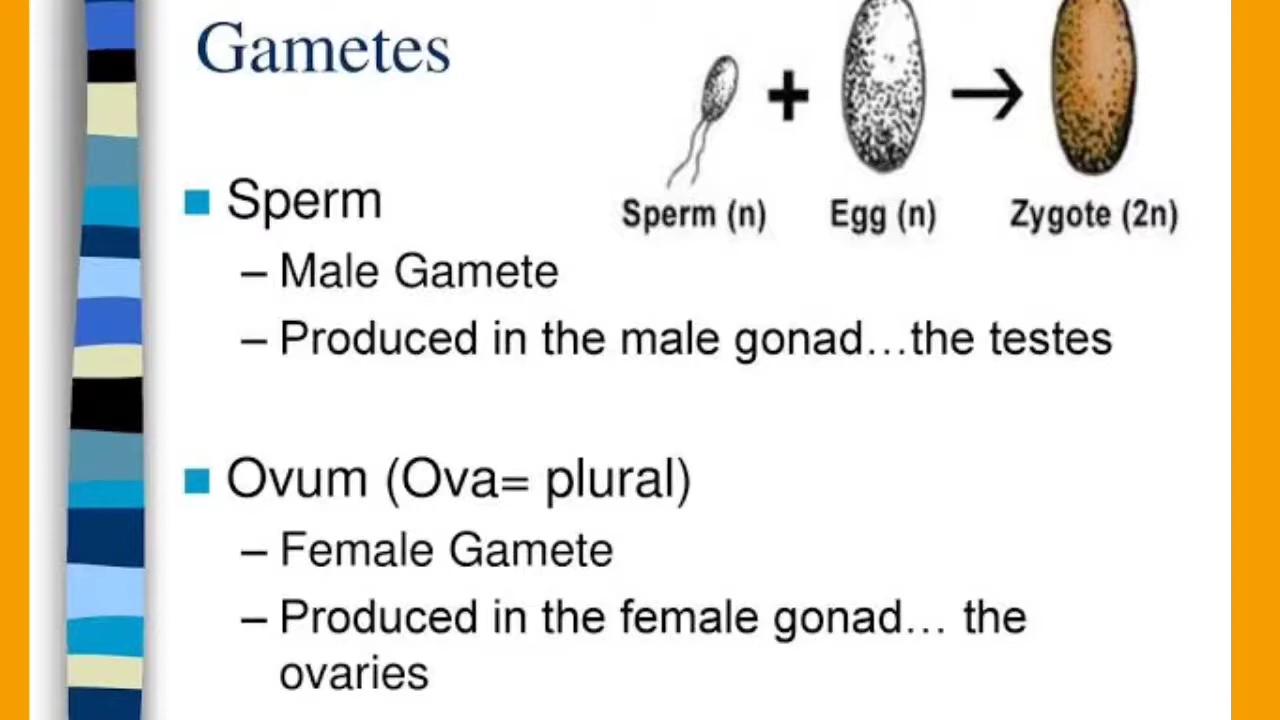 Gametes
Sperm (n)
Egg (n)
Zygote (2n)
Sperm
– Male Gamete
– Produced in the male gonad…the testes
Ovum (Ova= plural)
– Female Gamete
– Produced in the female gonad… the
ovaries